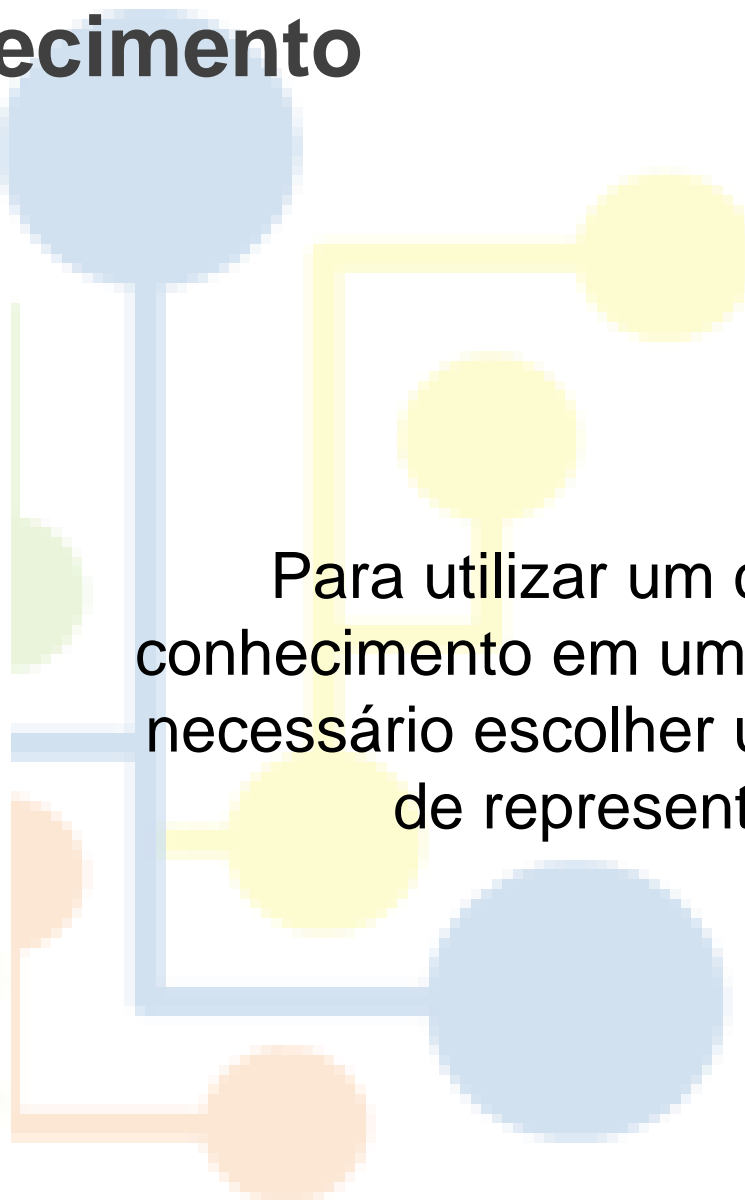 ecimento
Para utilizar um
conhecimento em um
necessário escolher
de represent